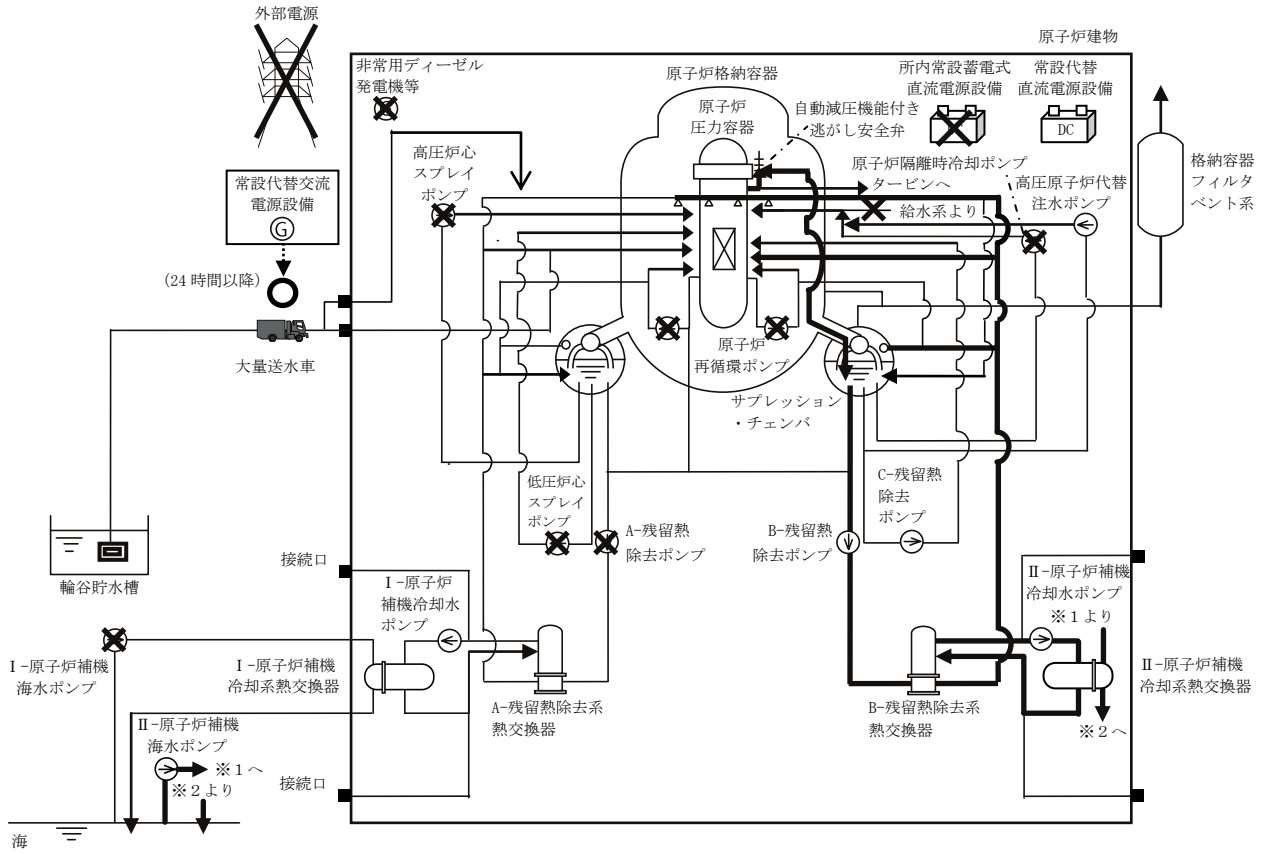 外部電源
原子炉建物
非常用ディーゼル
発電機等
原子炉格納容器
所内常設蓄電式
直流電源設備
常設代替
直流電源設備
DC
原子炉
圧力容器
自動減圧機能付き
逃がし安全弁
高圧炉心
スプレイ
ポンプ
原子炉隔離時冷却ポンプ
タービンへ
高圧原子炉代替
注水ポンプ
格納容器
フィルタ
ベント系
常設代替交流
電源設備
G
給水系より
(24時間以降)
大量送水車
原子炉
再循環ポンプ
サプレッション
・チェンバ
低圧炉心
スプレイ
ポンプ
A-残留熱
除去ポンプ
B-残留熱
除去ポンプ
C-残留熱
除去
ポンプ
輪谷貯水槽
接続口
Ⅰ-原子炉
補機冷却水
ポンプ
Ⅱ-原子炉補機
冷却水ポンプ
※1より
Ⅰ-原子炉補機
海水ポンプ
Ⅰ-原子炉補機
冷却系熱交換器
Ⅱ-原子炉補機
冷却系熱交換器
A-残留熱除去系
熱交換器
B-残留熱除去系
熱交換器
※2へ
Ⅱ-原子炉補機
海水ポンプ
※1へ
※2より
接続口
海